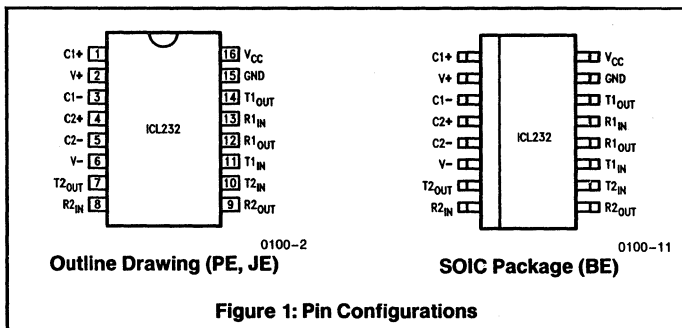 C1+ 1
V+ 2
C1- 3
C2+ 4
C2- 5
V- 6
T2OUT 7
R2IN 8
ICL232
16 VCC
15 GND
14 T1OUT
13 R1IN
12 R1OUT
11 T1IN
10 T2IN
9 R2OUT
0100-2
Outline Drawing (PE, JE)
C1+
V+
C1-
C2+
C2-
V-
T2OUT
R2IN
ICL232
VCC
GND
T1OUT
R1IN
R1OUT
T1IN
T2IN
R2OUT
0100-11
SOIC Package (BE)
Figure 1: Pin Configurations